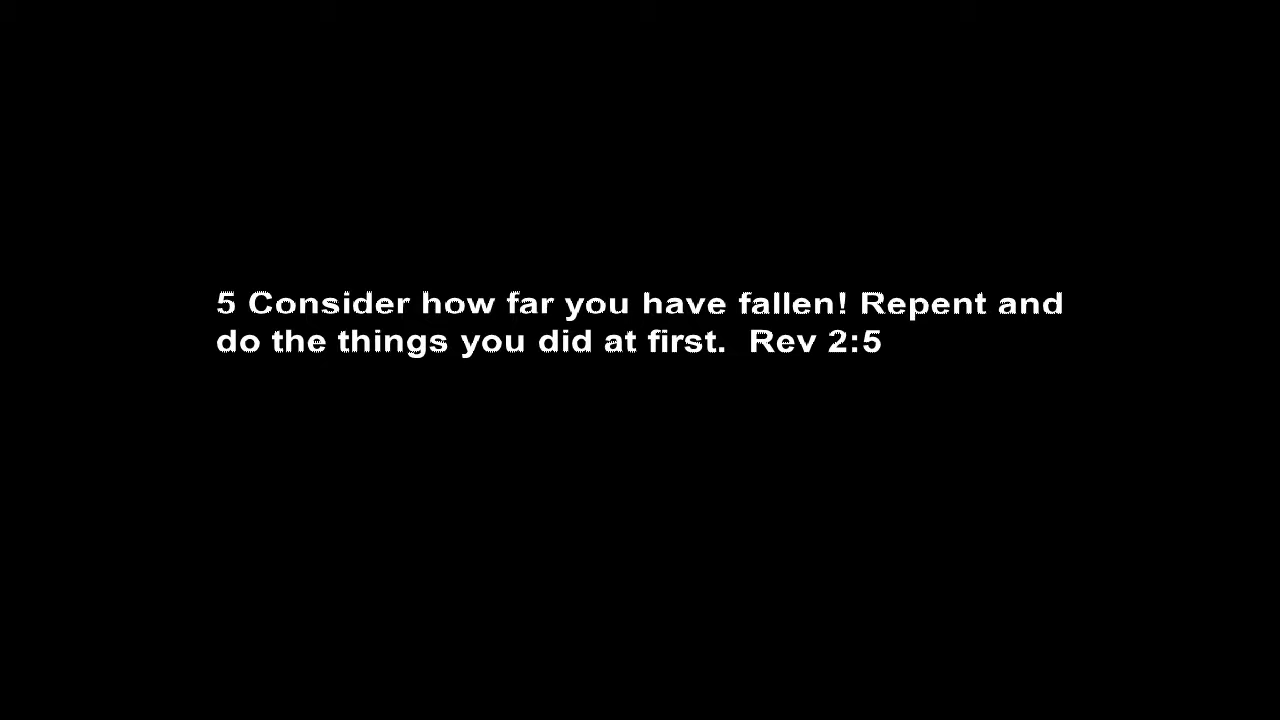 5 Consider how far you have fallen! Repent and
do the things you did at first.  Rev 2:5